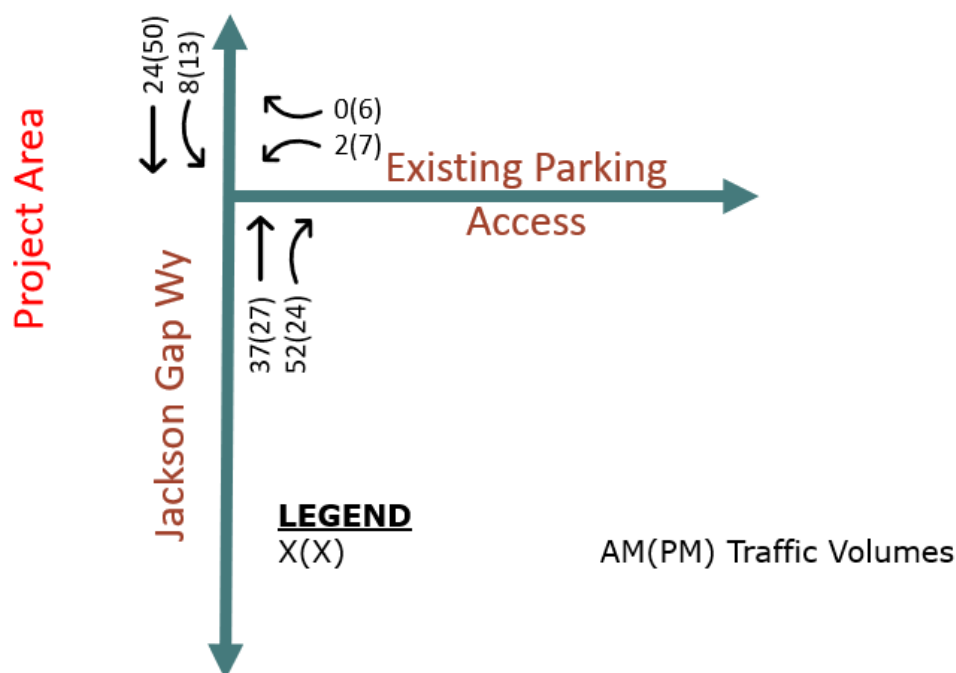 24(50)
8(13)
0(6)
2(7)
Project Area
Existing Parking
Access
Jackson Gap Wy
37(27)
52(24)
LEGEND
X(X)
AM(PM) Traffic Volumes